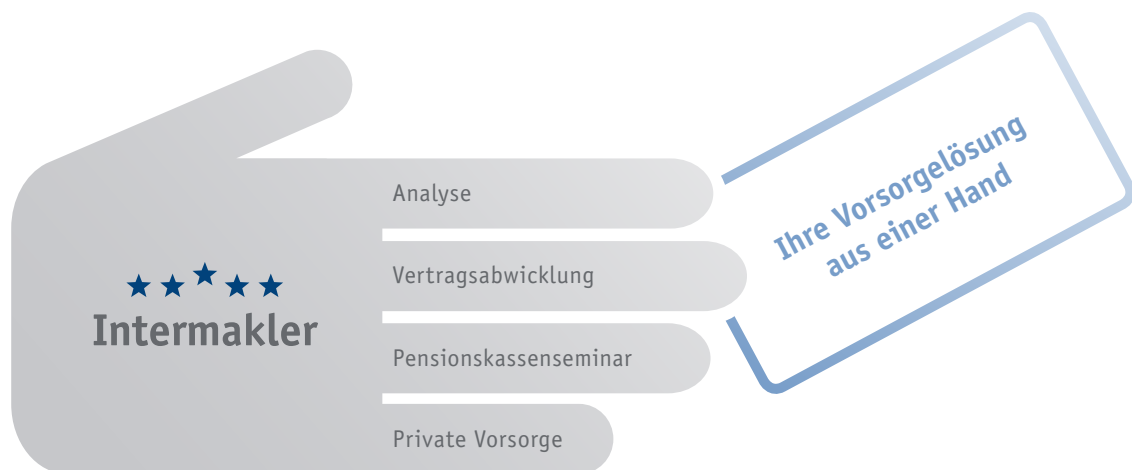 Analyse
Vertragsabwicklung
Intermakler
Pensionskassenseminar
Private Vorsorge
Ihre Vorsorgelösung
aus einer Hand